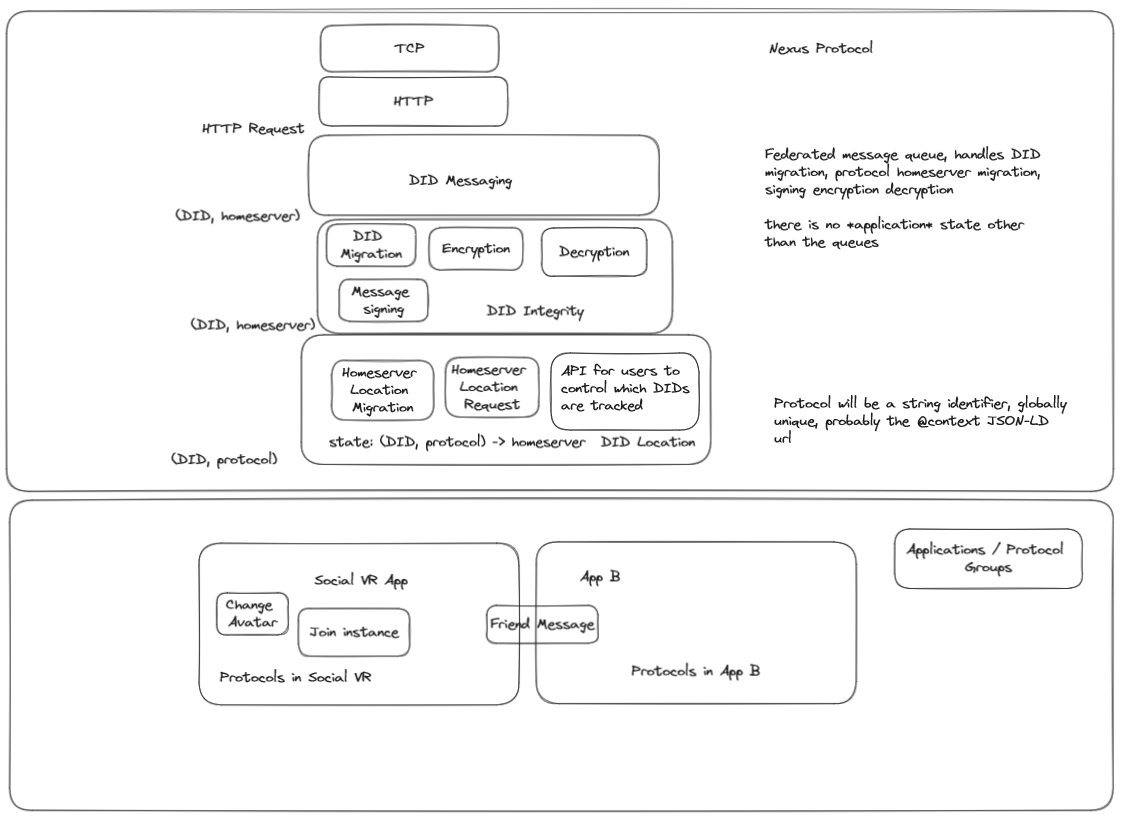 TCP
Nexus Protocol
HTTP
HTTP Request
DID Messaging
Federated message queue, handles DID
migration, protocol homeserver migration,
signing encryption decryption
there is no *application* state other
than the queues
(DID, homeserver)
DID
Migration
Encryption
Decryption
Message
signing
DID Integrity
(DID, homeserver)
Homeserver
Location
Migration
Homeserver
Location
Request
API for users to
control which DIDs
are tracked
state: (DID, protocol) -> homeserver
DID Location
Protocol will be a string identifier, globally
unique, probably the @context JSON-LD
url
(DID, protocol)
Social VR App
Change
Avatar
Join instance
Protocols in Social VR
App B
Friend Message
Protocols in App B
Applications / Protocol
Groups